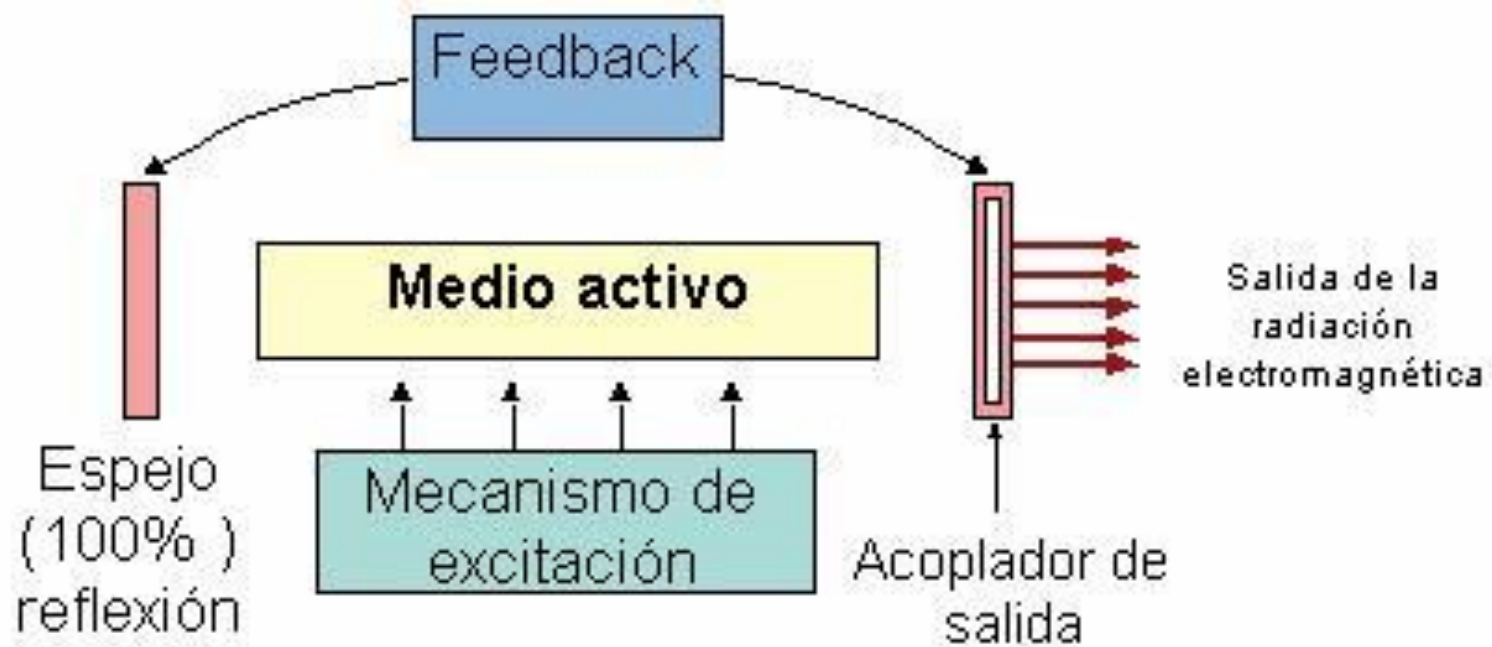 Feedback
Medio activo
Salida de la
radiación
electromagnética
Espejo
(100% )
reflexión
Mecanismo de
excitación
Acoplador de
salida